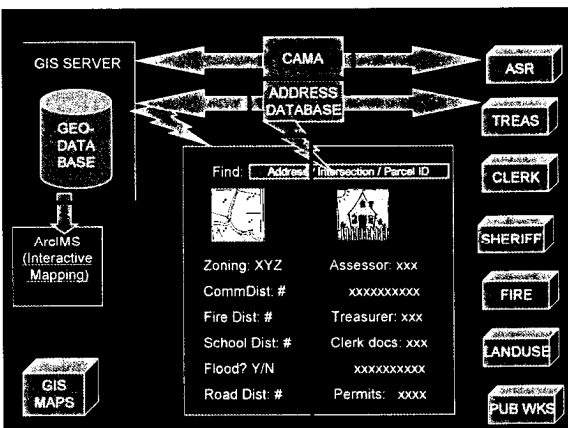 GIS SERVER
GEO-
DATA
BASE
ArcIMS
(Interactive
Mapping)
GIS
MAPS
CAMA
ADDRESS
DATABASE
Find: Address / Intersection / Parcel ID
Zoning: XYZ
CommDist: #
Fire Dist: #
School Dist: #
Flood? Y/N
Road Dist: #
Assessor: xxx
xxxxxxxxxx
Treasurer: xxx
Clerk docs: xxx
xxxxxxxxxx
Permits: xxxx
ASR
TREAS
CLERK
SHERIFF
FIRE
LANDUSE
PUB WKS